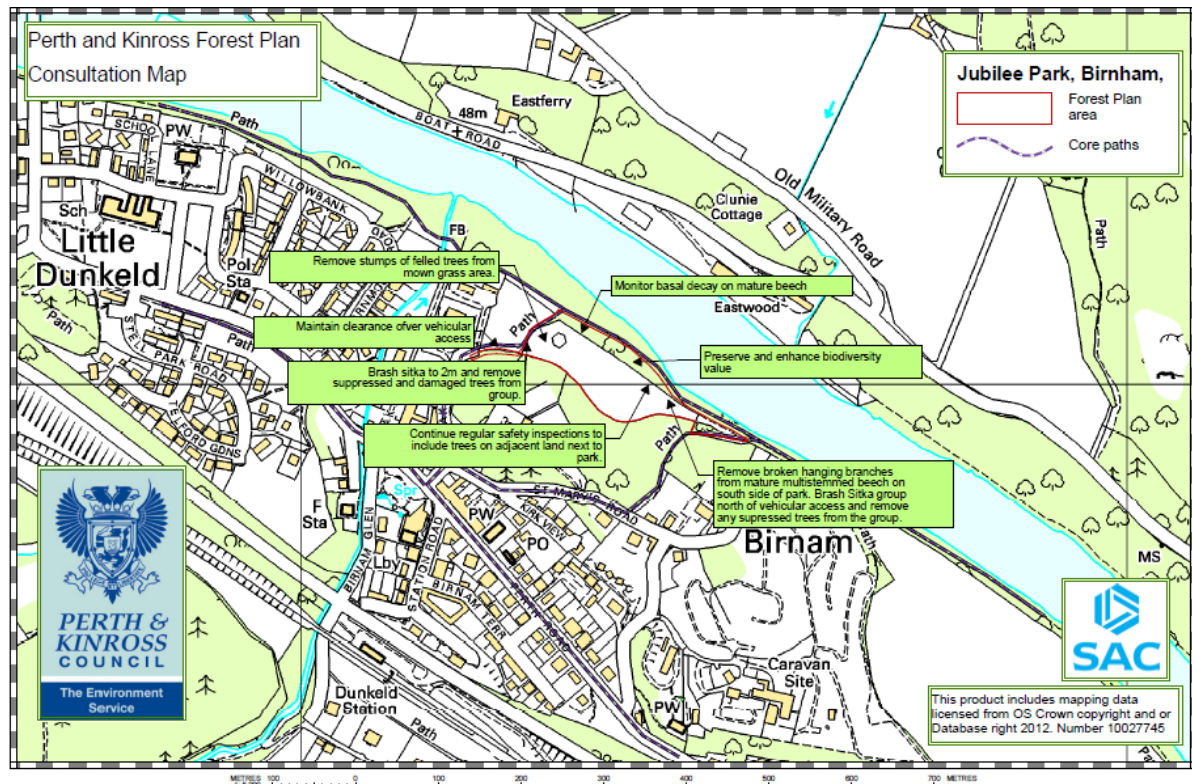 Perth and Kinross Forest Plan
Consultation Map
Jubilee Park, Birnham,
Forest Plan
area
Core paths
Eastferry
48m
BOAT ROAD
Path
SCHOOL LANE
PW
WILLOWBANK
Sch
Little
Dunkeld
Pol
Sta
FB
Old Military Road
Clunie
Cottage
Path
Remove stumps of felled trees from
mown grass area.
Monitor basal decay on mature beech
Eastwood
Path
Maintain clearance ofver vehicular
access
Preserve and enhance biodiversity
value
Brash sitka to 2m and remove
suppressed and damaged trees from
group.
Path
Path
STELL PARK ROAD
TELFORD GDNS
Continue regular safety inspections to
include trees on adjacent land next to
park.
Path
Remove broken hanging branches
from mature multistemmed beech on
south side of park. Brash Sitka group
north of vehicular access and remove
any supressed trees from the group.
Spr
F
Sta
PW
ST MARY'S ROAD
KIRK VIEW
PO
Birnam
Path
MS
BIRNAM GLEN
Lby
STATION ROAD
BIRNAM TERR
PERTH ROAD
PERTH &
KINROSS
COUNCIL
The Environment
Service
SAC
Caravan
Site
Dunkeld
Station
PW
Path
Path
This product includes mapping data
licensed from OS Crown copyright and or
Database right 2012. Number 10027745
METRES 100 0 100 200 300 400 500 600 700 METRES